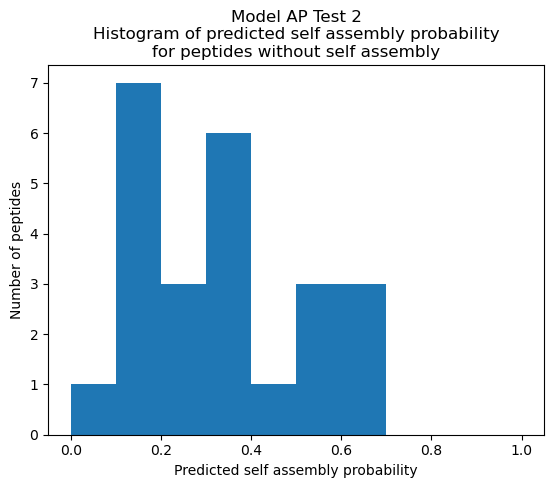 Model AP Test 2
Histogram of predicted self assembly probability
for peptides without self assembly
7
6
5
4
3
2
1
0
Number of peptides
0.0 0.2 0.4 0.6 0.8 1.0
Predicted self assembly probability